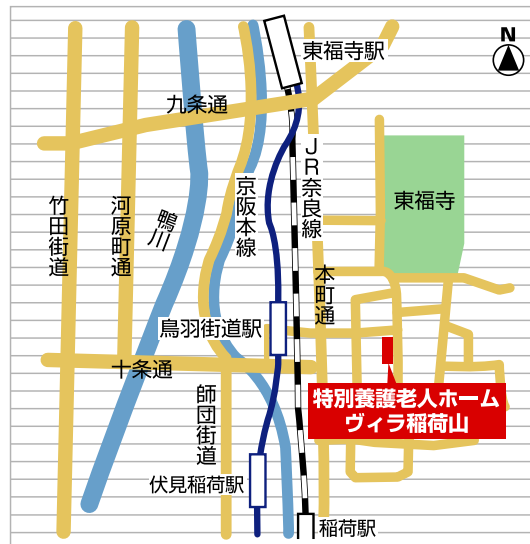 東福寺駅
N
九条通
JR奈良線
京阪本線
東福寺
竹田街道
河原町通
鴨川
本町通
鳥羽街道駅
十条通
師団街道
特別養護老人ホーム
ヴィラ稲荷山
伏見稲荷駅
稲荷駅